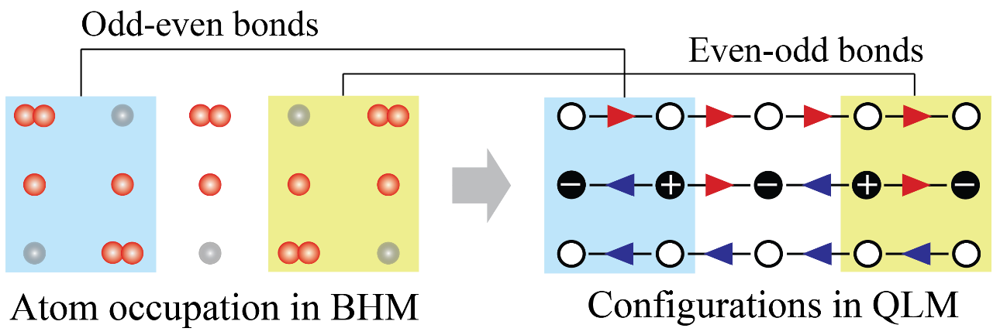 Odd-even bonds
Even-odd bonds
− + − + −
Atom occupation in BHM
Configurations in QLM